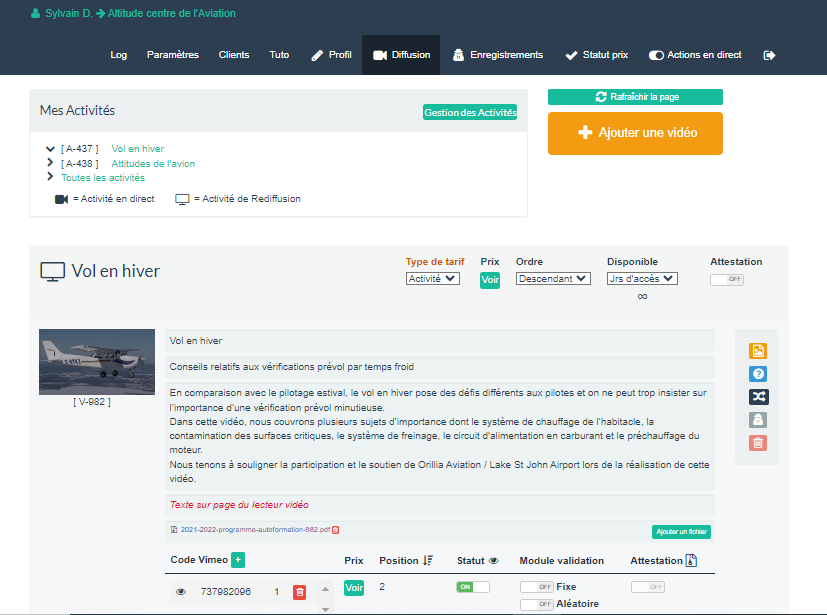 Sylvain D. → Altitude centre de l'Aviation
Log Paramètres Clients Tuto Profil Diffusion Enregistrements Statut prix Actions en direct
Mes Activités
Gestion des Activités
Rafraîchir la page
Ajouter une vidéo
[ A-437 ] Vol en hiver
[ A-438 ] Attitudes de l'avion
Toutes les activités
= Activité en direct = Activité de Rediffusion
Vol en hiver
Type de tarif Prix Ordre Disponible Attestation
Activité Voir Descendant Jrs d'accès OFF
∞
Vol en hiver
Conseils relatifs aux vérifications prévol par temps froid
[ V-982 ]
En comparaison avec le pilotage estival, le vol en hiver pose des défis différents aux pilotes et on ne peut trop insister sur
l'importance d'une vérification prévol minutieuse.
Dans cette vidéo, nous couvrons plusieurs sujets d'importance dont le système de chauffage de l'habitacle, la
contamination des surfaces critiques, le système de freinage, le circuit d'alimentation en carburant et le préchauffage du
moteur.
Nous tenons à souligner la participation et le soutien de Orillia Aviation / Lake St John Airport lors de la réalisation de cette
vidéo.
Texte sur page du lecteur vidéo
2021-2022-programme-autoformation-982.pdf
Ajouter un fichier
Code Vimeo + Prix Position Statut Module validation Attestation
737982096 1 Voir 2 ON OFF Fixe OFF
OFF Aléatoire